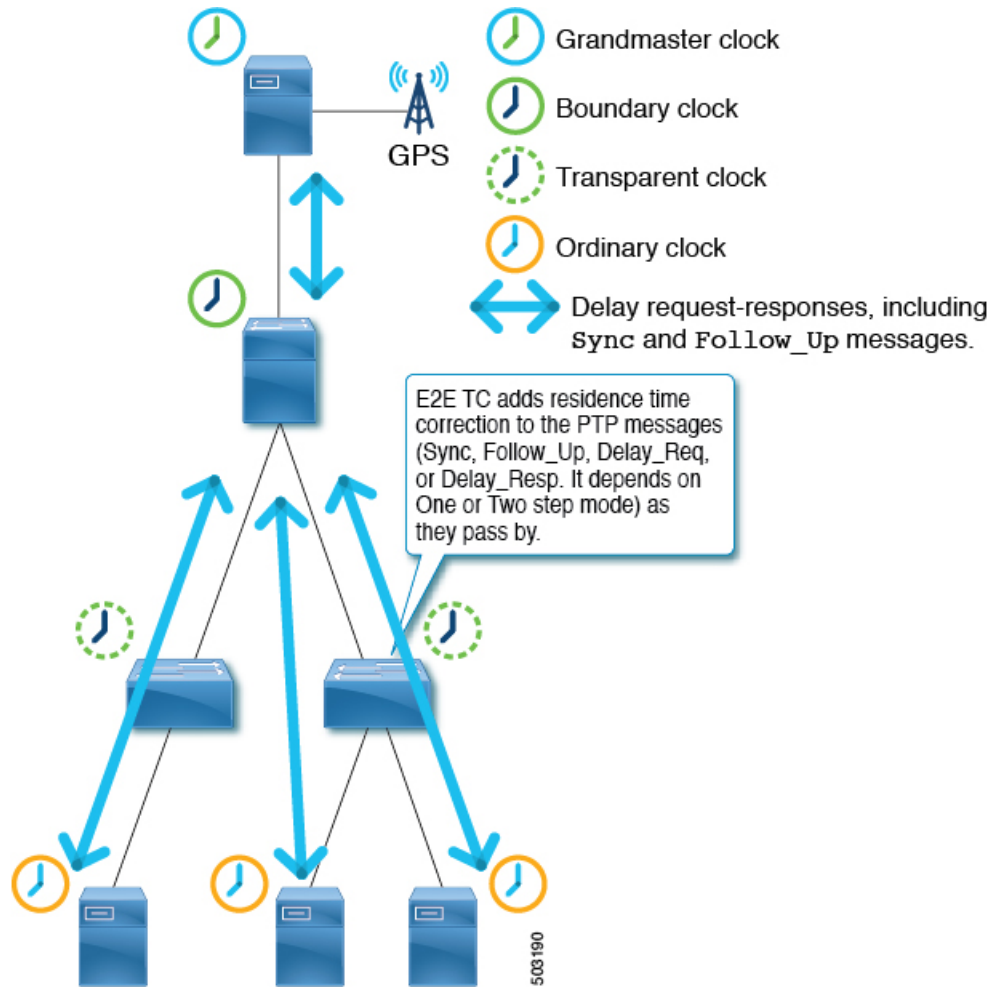 Grandmaster clock
GPS
Boundary clock
Transparent clock
Ordinary clock
Delay request-responses, including
Sync and Follow_Up messages.
E2E TC adds residence time
correction to the PTP messages
(Sync, Follow_Up, Delay_Req,
or Delay_Resp. It depends on
One or Two step mode) as
they pass by.
503190